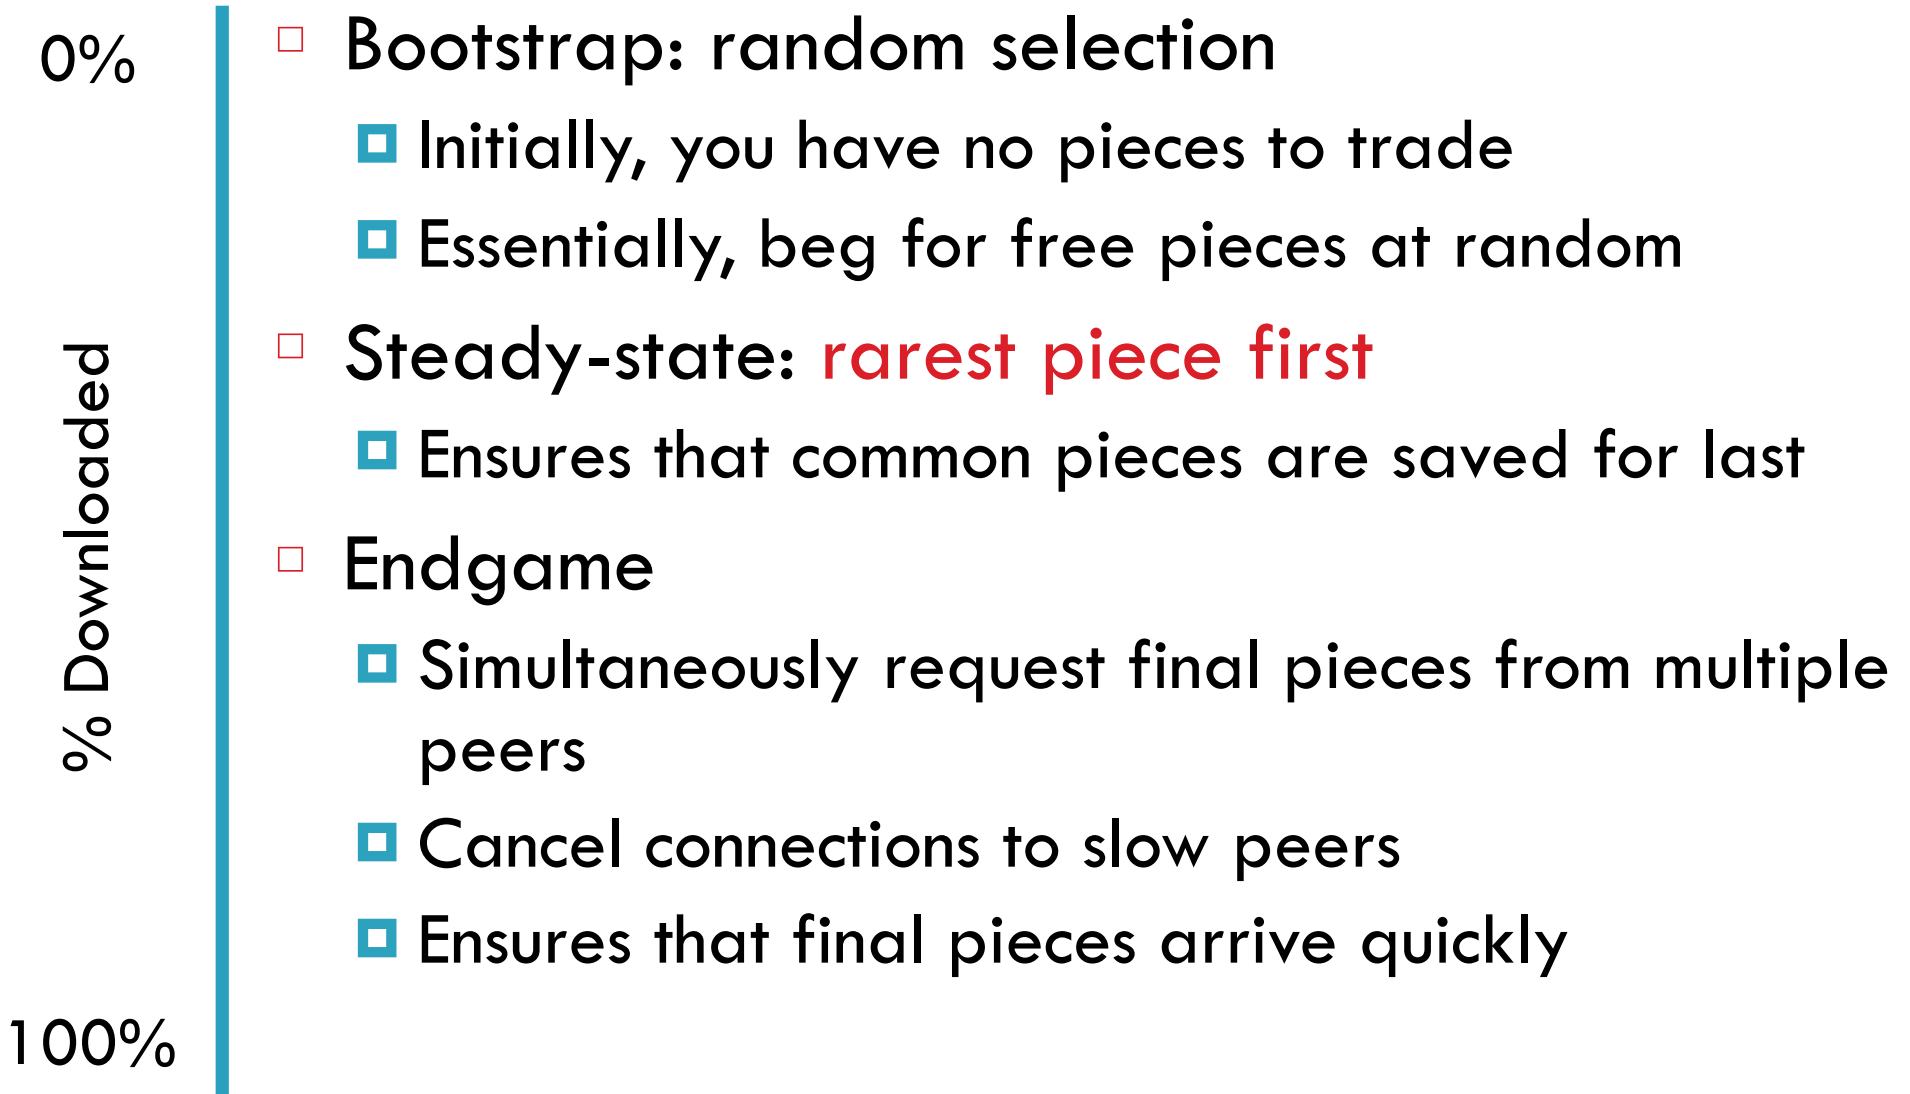 0%
Bootstrap: random selection
Initially, you have no pieces to trade
Essentially, beg for free pieces at random
Steady-state: rarest piece first
Ensures that common pieces are saved for last
% Downloaded
Endgame
Simultaneously request final pieces from multiple
peers
Cancel connections to slow peers
Ensures that final pieces arrive quickly
100%